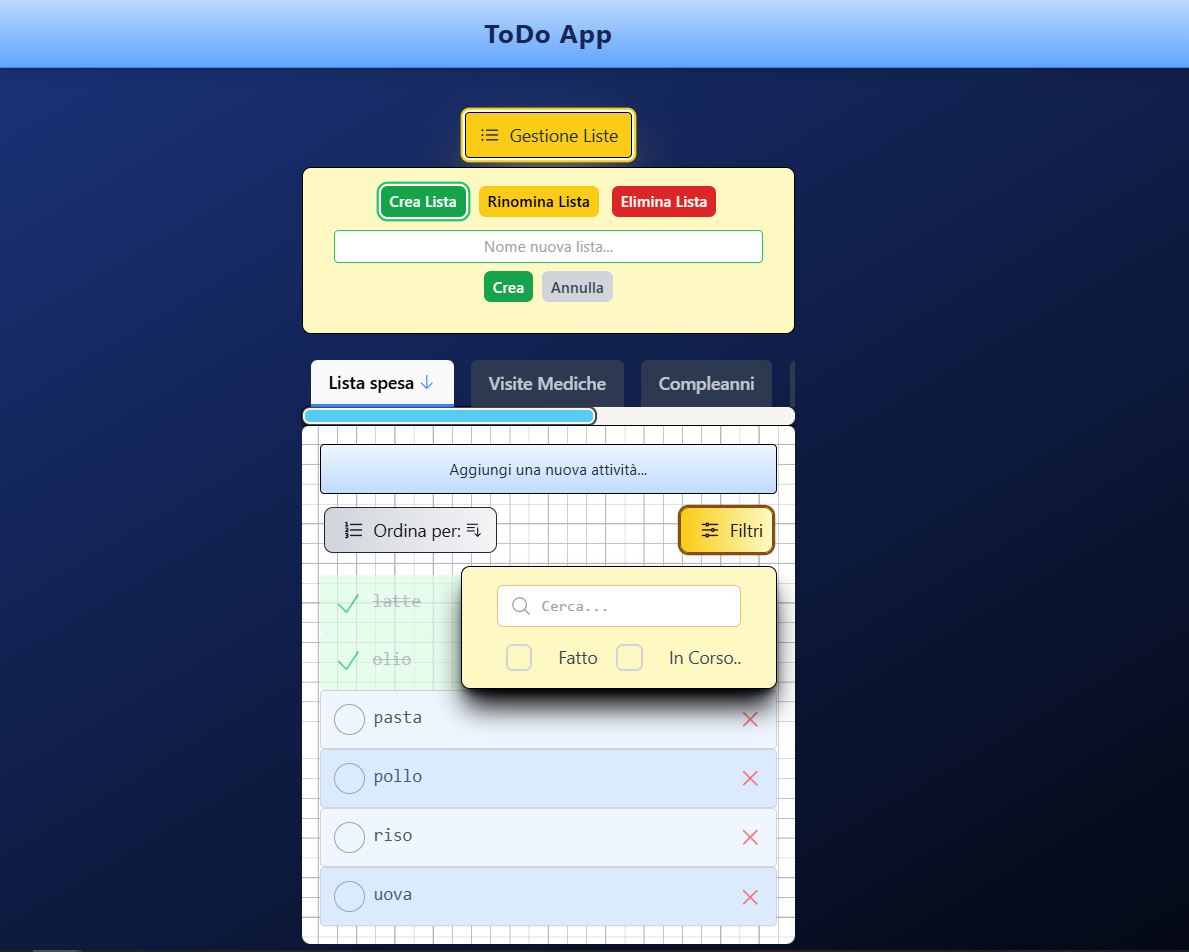 ToDo App
Gestione Liste
Crea Lista Rinomina Lista Elimina Lista
Nome nuova lista...
Crea Annulla
Lista spesa Visite Mediche Compleanni
Aggiungi una nuova attività...
Ordina per: Filtri
latte
Cerca...
olio
Fatto In Corso..
pasta
pollo
riso
uova